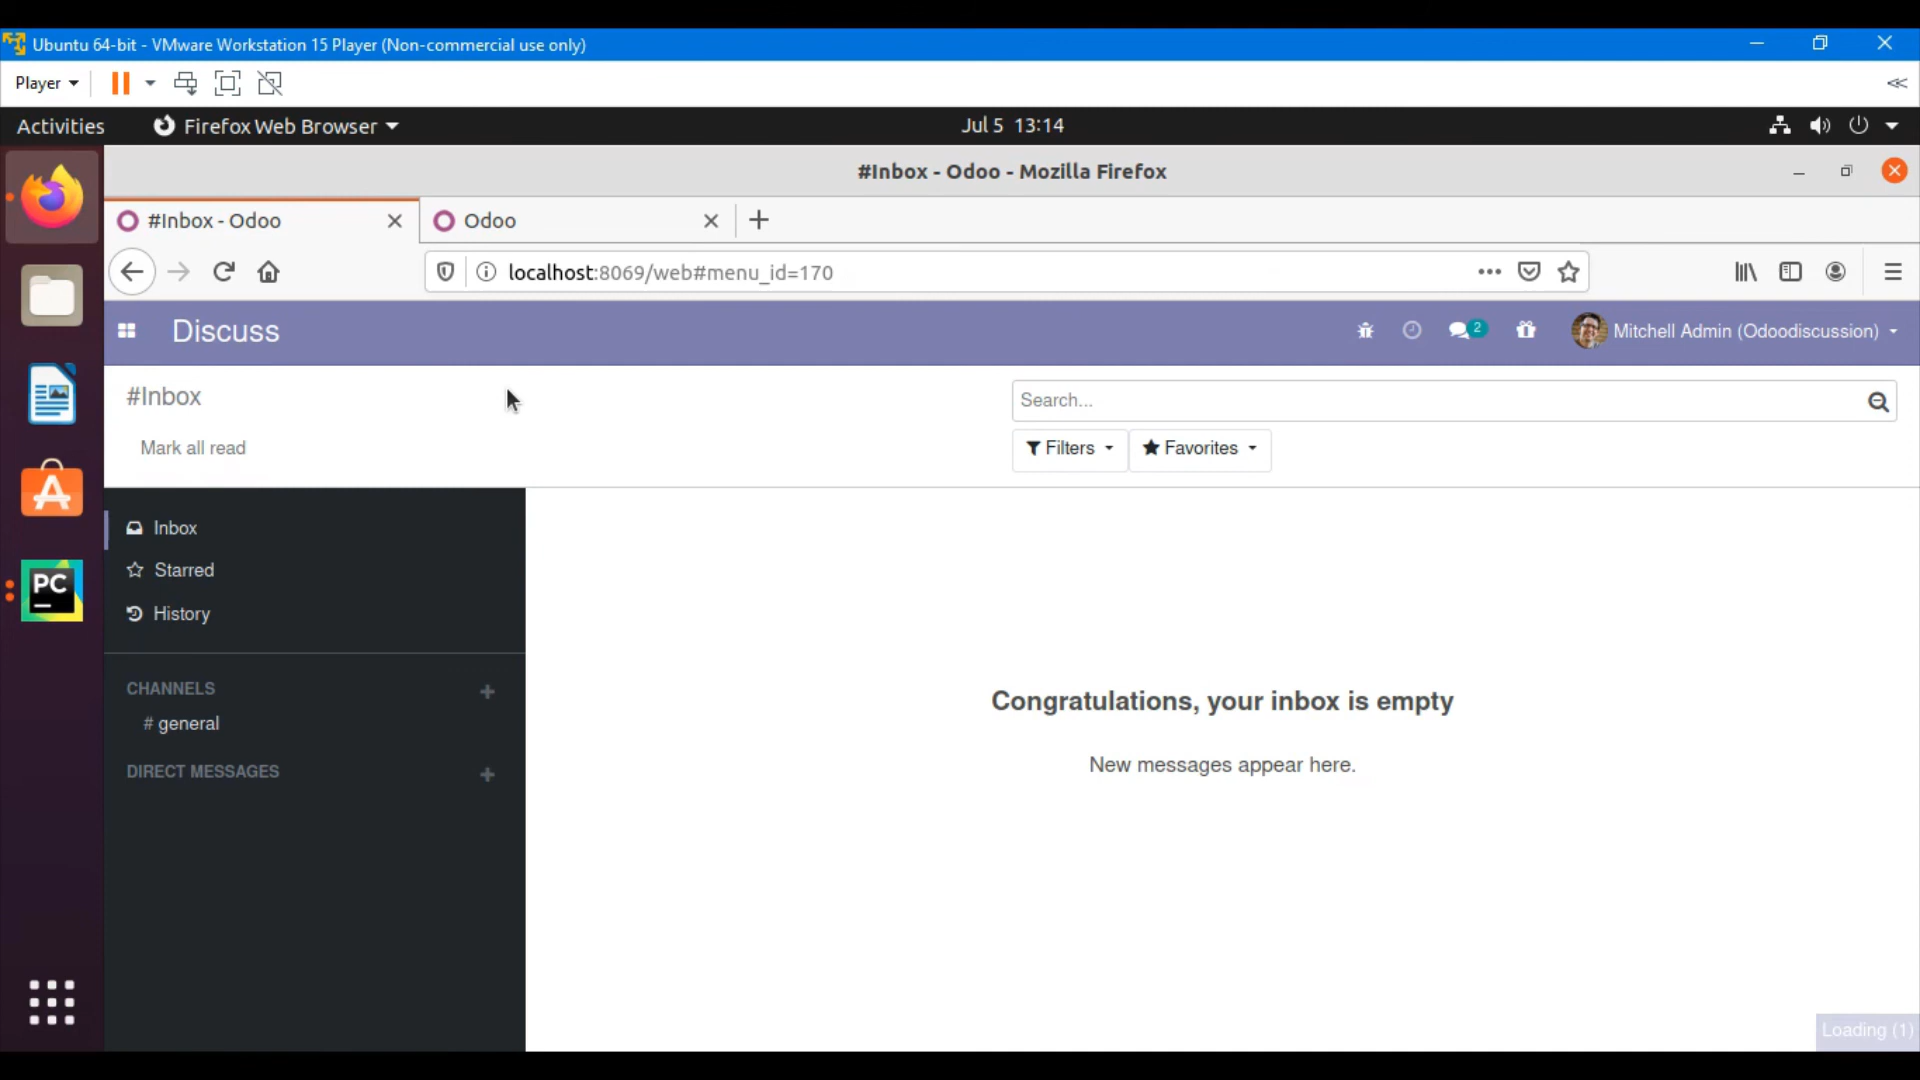 Ubuntu 64-bit - VMware Workstation 15 Player (Non-commercial use only)
Player
Activities
Firefox Web Browser
Jul 5 13:14
#Inbox - Odoo - Mozilla Firefox
#Inbox - Odoo
Odoo
localhost:8069/web#menu_id=170
Discuss
2
Mitchell Admin (Odoodiscussion)
#Inbox
Search...
Mark all read
Filters
Favorites
Inbox
Starred
History
CHANNELS
# general
DIRECT MESSAGES
Congratulations, your inbox is empty
New messages appear here.
PC
Loading (1)